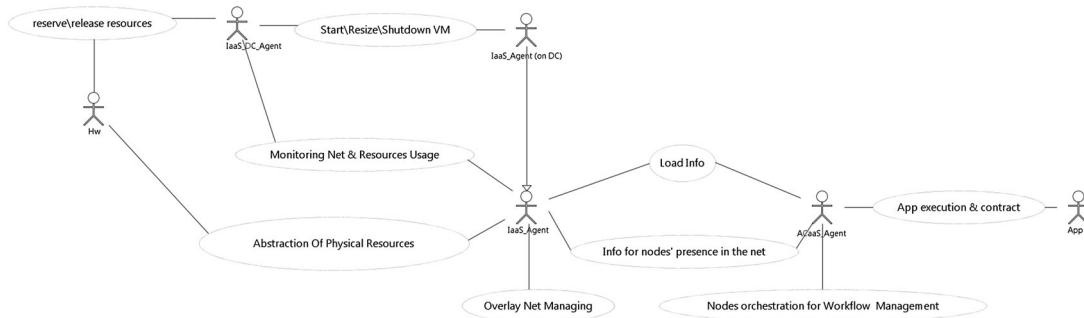 reserve\release resources
IaaS_DC_Agent
Start\Resize\Shutdown VM
IaaS_Agent (on DC)
Hw
Monitoring Net & Resources Usage
Load Info
IaaS_Agent
ACaaS_Agent
App execution & contract
App
Abstraction Of Physical Resources
Info for nodes' presence in the net
Overlay Net Managing
Nodes orchestration for Workflow Management